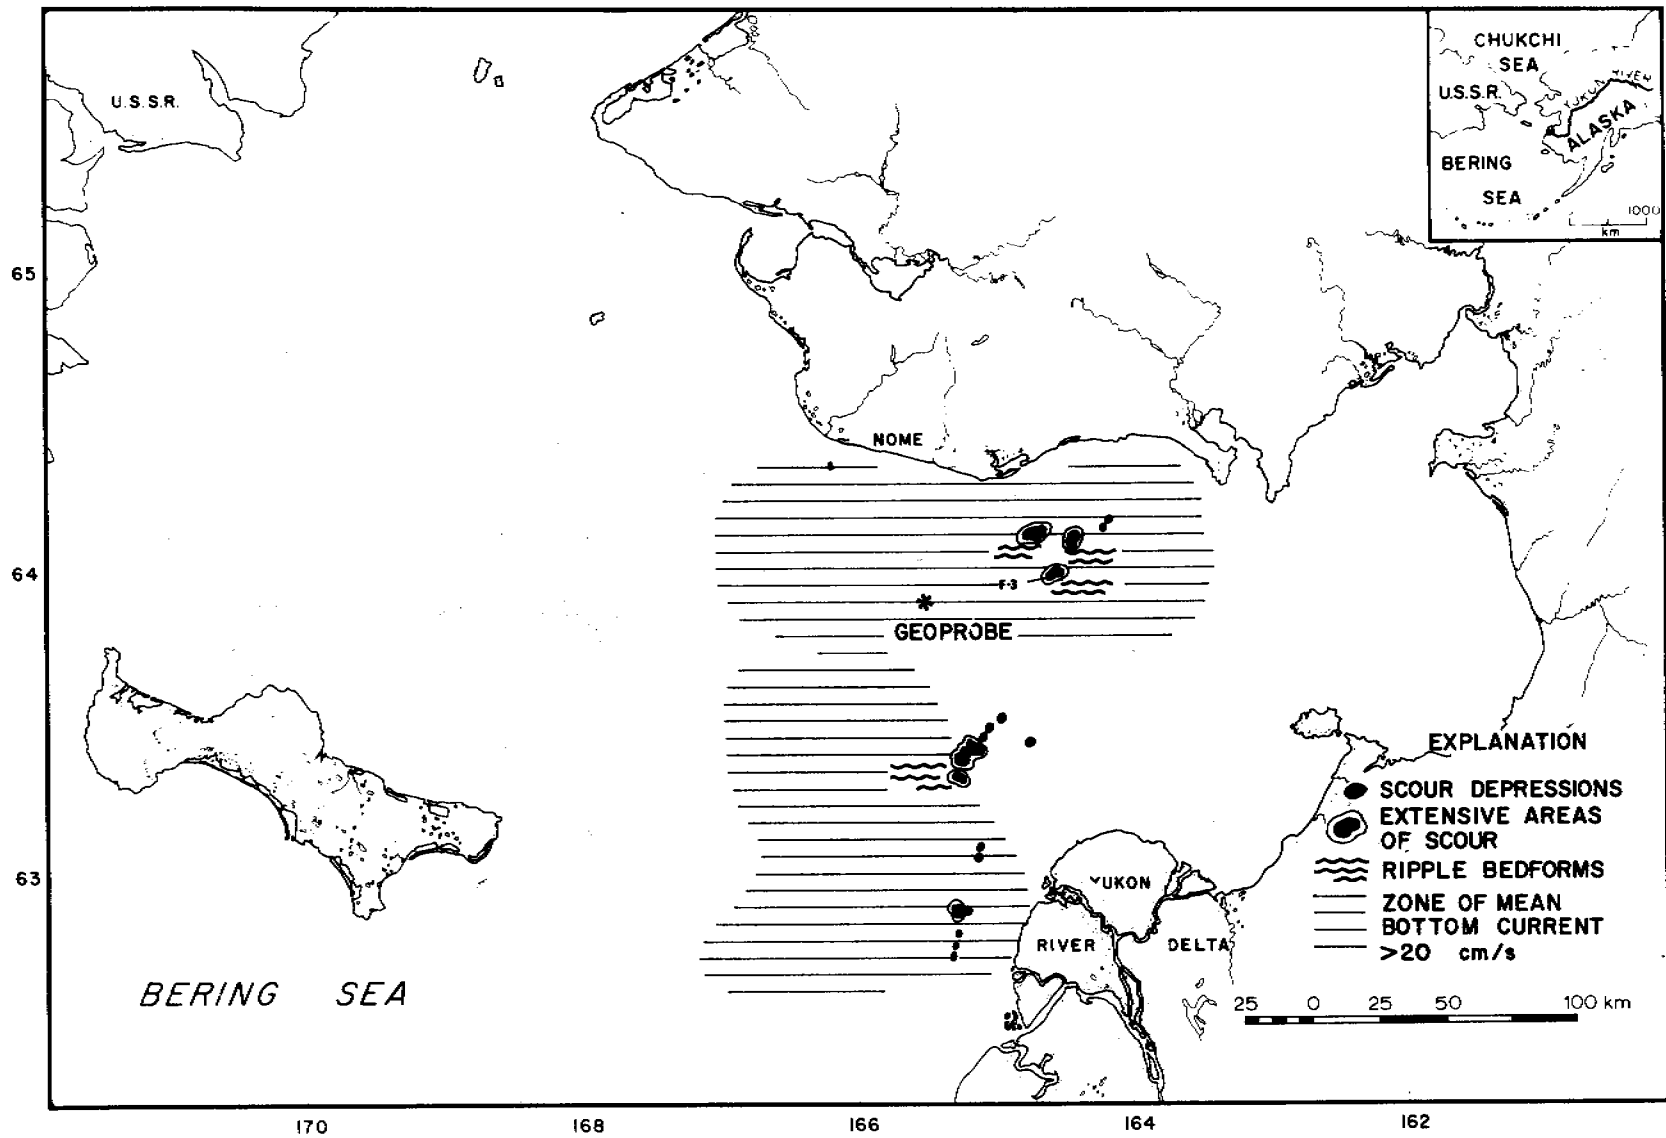 CHUKCHI
SEA
U.S.S.R.
YUKON RIVER
ALASKA
BERING
SEA
1000
km
U.S.S.R.
65
NOME
64
F-3
GEOPROBE
EXPLANATION
SCOUR DEPRESSIONS
EXTENSIVE AREAS
OF SCOUR
RIPPLE BEDFORMS
ZONE OF MEAN
BOTTOM CURRENT
>20 cm/s
63
YUKON
RIVER DELTA
BERING SEA
25 0 25 50 100 km
170 168 166 164 162